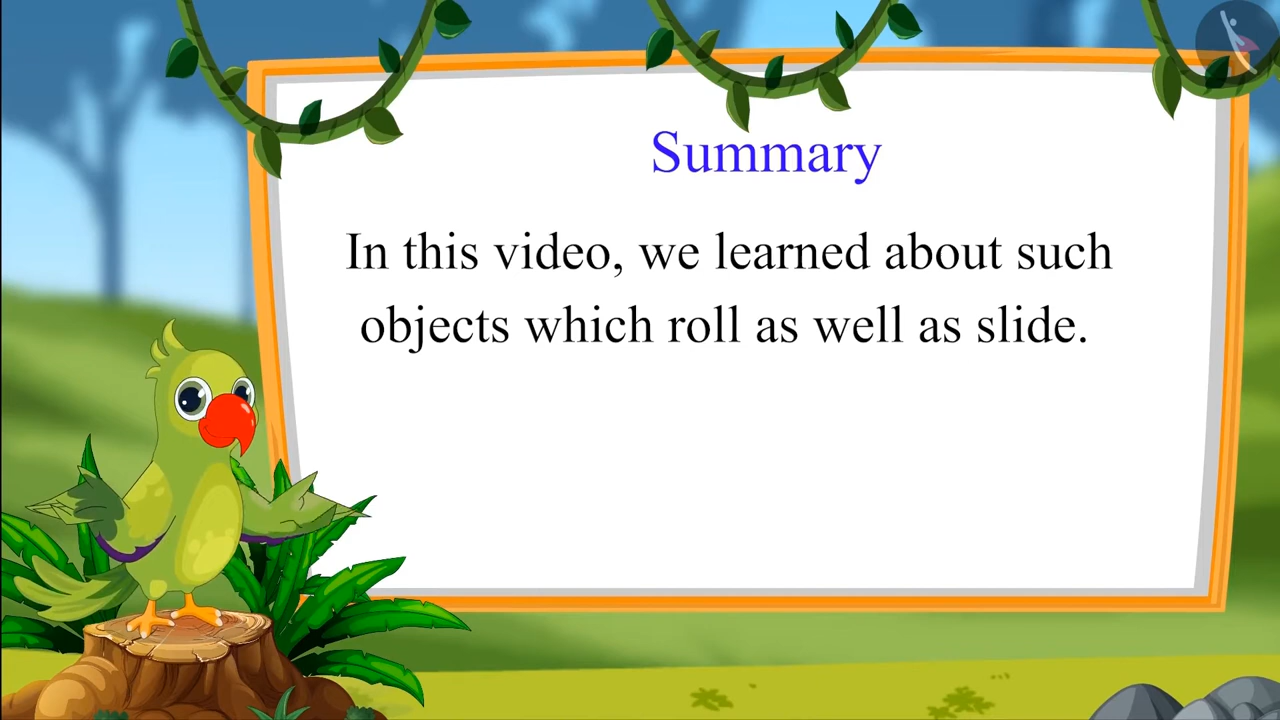 Summary
In this video, we learned about such
objects which roll as well as slide.